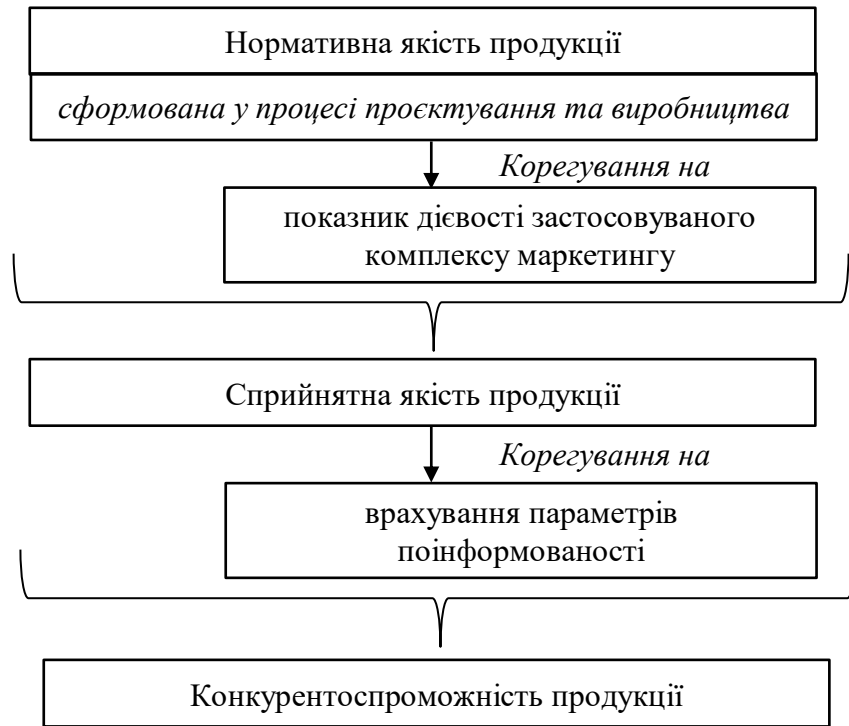 Нормативна якість продукції
сформована у процесі проєктування та виробництва
Корегування на
показник дієвості застосовуваного
комплексу маркетингу
Сприйнятна якість продукції
Корегування на
врахування параметрів
поінформованості
Конкурентоспроможність продукції